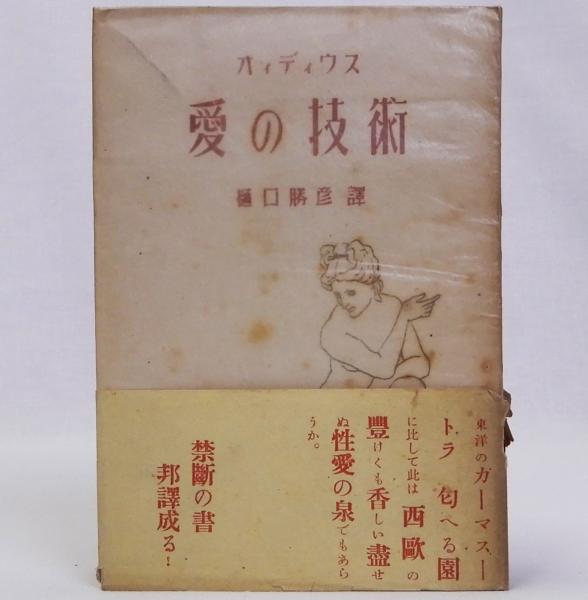 オィディウス
愛の技術
樋口勝彦譯
東洋のカーマスー
トラ 匂へる園
に比して此は西歐の
豐けくも香しい盡せ
ぬ性愛の泉でもあら
うか。
禁斷の書
邦譯成る!